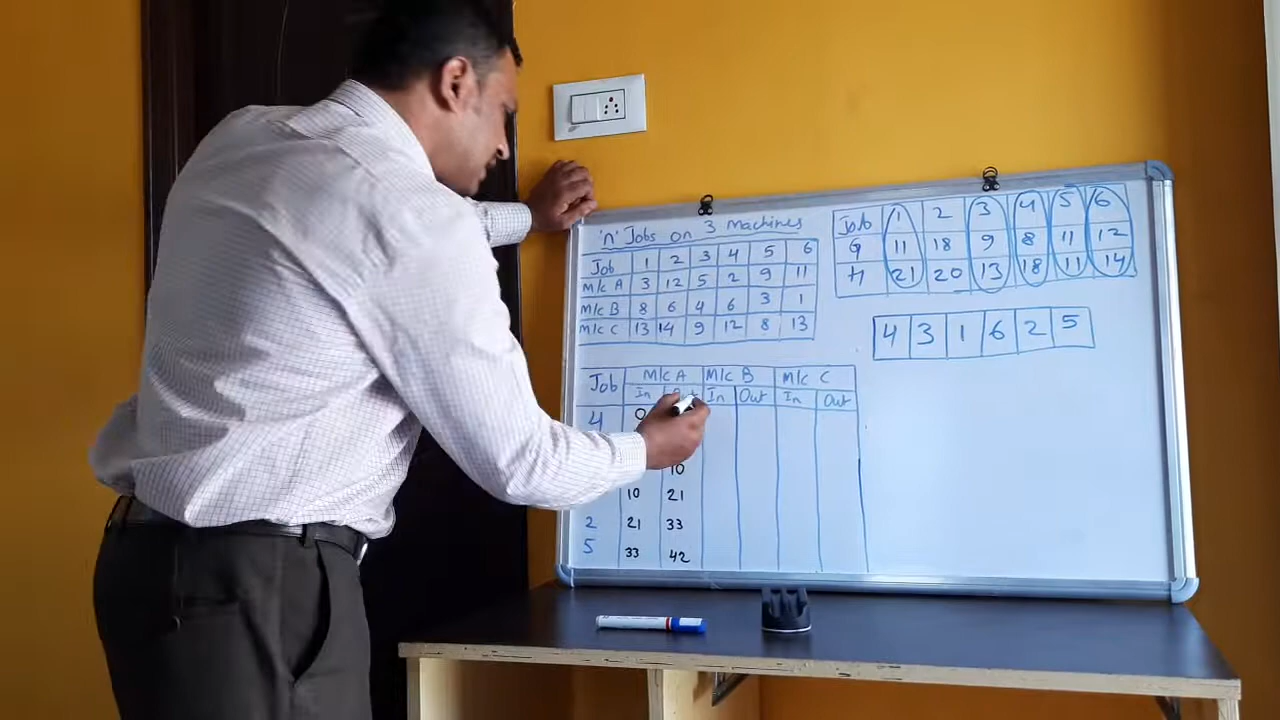 'n' Jobs on 3 Machines
Job 1 2 3 4 5 6
M/c A 3 12 5 2 9 11
M/c B 8 6 4 6 3 1
M/c C 13 14 9 12 8 13
Job 1 2 3 4 5 6
G 11 18 9 8 11 12
H 21 20 13 18 11 14
4 3 1 6 2 5
Job M/c A M/c B M/c C
In In Out In Out
4 0
10
10 21
2 21 33
5 33 42